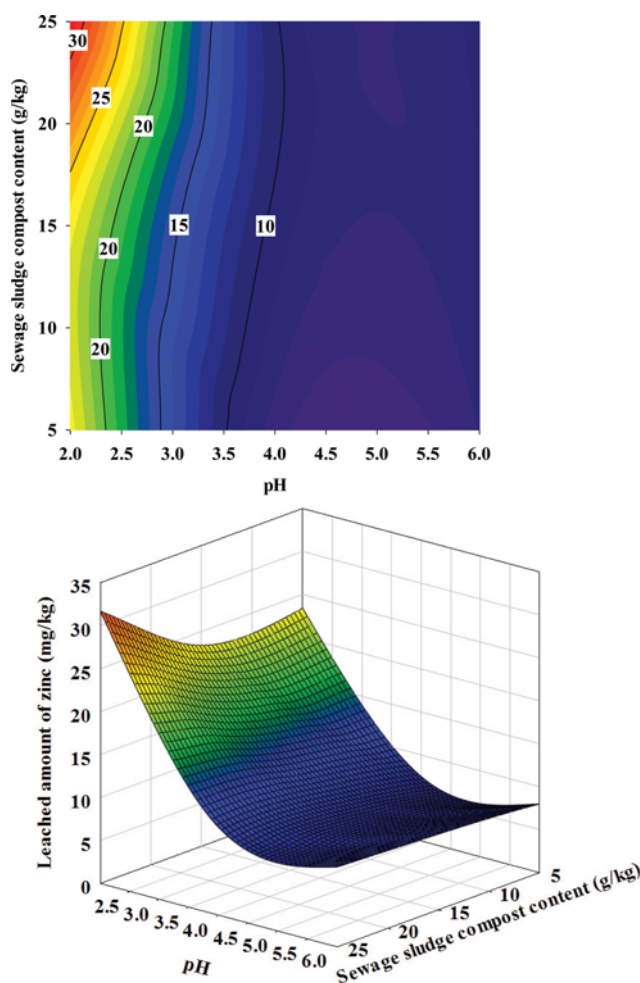 25
20
15
10
5
Sewage sludge compost content (g/kg)
30
25
20
20
20
15
10
2.0 2.5 3.0 3.5 4.0 4.5 5.0 5.5 6.0
pH
35
30
25
20
15
10
5
0
Leached amount of zinc (mg/kg)
2.5 3.0 3.5 4.0 4.5 5.0 5.5 6.0
pH
25 20 15 10 5
Sewage sludge compost content (g/kg)